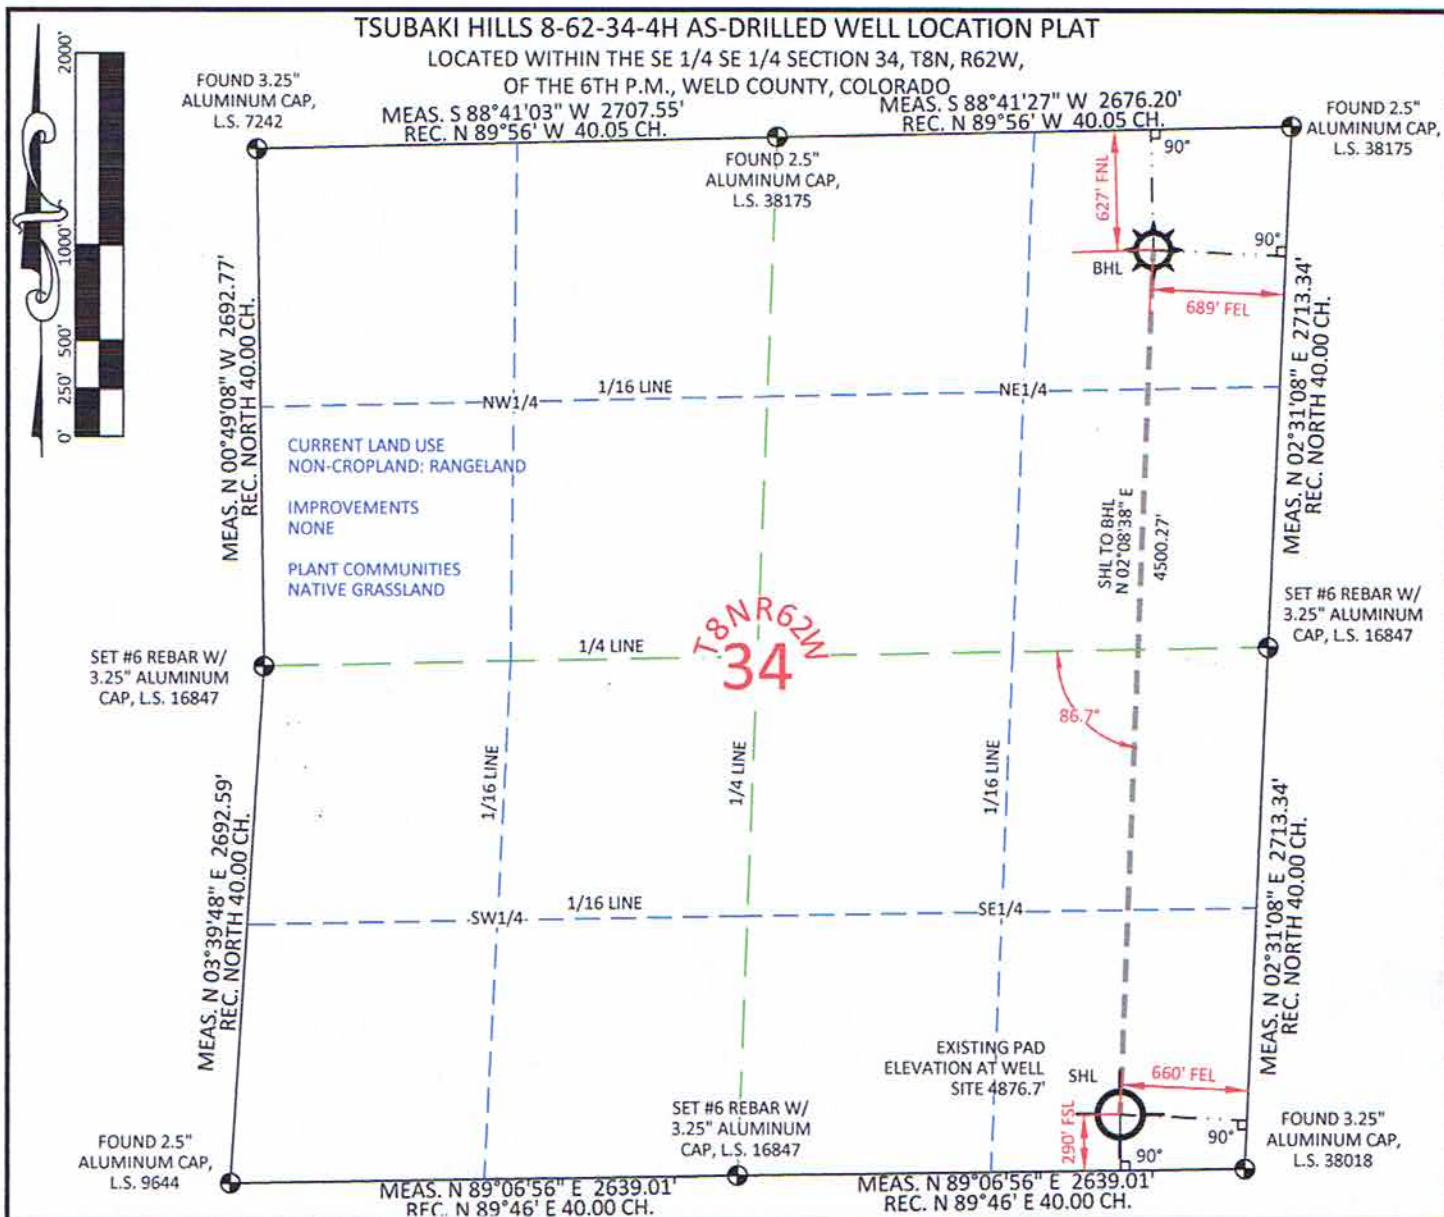 TSUBAKI HILLS 8-62-34-4H AS-DRILLED WELL LOCATION PLAT
LOCATED WITHIN THE SE 1/4 SE 1/4 SECTION 34, T8N, R62W,
OF THE 6TH P.M., WELD COUNTY, COLORADO
MEAS. S 88°41'03" W 2707.55'
REC. N 89°56' W 40.05 CH.
MEAS. S 88°41'27" W 2676.20'
REC. N 89°56' W 40.05 CH.
FOUND 3.25"
ALUMINUM CAP,
L.S. 7242
FOUND 2.5"
ALUMINUM CAP,
L.S. 38175
FOUND 2.5"
ALUMINUM CAP,
L.S. 38175
2000'
1000'
500'
250'
0'
90°
627' FNL
90°
BHL
689' FEL
MEAS. N 00°49'08" W 2692.77'
REC. NORTH 40.00 CH.
MEAS. N 02°31'08" E 2713.34'
REC. NORTH 40.00 CH.
1/16 LINE
NW1/4
NE1/4
CURRENT LAND USE
NON-CROPLAND: RANGELAND
IMPROVEMENTS
NONE
PLANT COMMUNITIES
NATIVE GRASSLAND
SHL TO BHL
N 02°08'38" E
4500.27'
T8NR62W
34
1/4 LINE
SET #6 REBAR W/
3.25" ALUMINUM
CAP, L.S. 16847
SET #6 REBAR W/
3.25" ALUMINUM
CAP, L.S. 16847
86.7°
1/16 LINE
1/4 LINE
1/16 LINE
MEAS. N 03°39'48" E 2692.59'
REC. NORTH 40.00 CH.
MEAS. N 02°31'08" E 2713.34'
REC. NORTH 40.00 CH.
1/16 LINE
SW1/4
SE1/4
EXISTING PAD
ELEVATION AT WELL
SITE 4876.7'
SHL
660' FEL
290' FSL
90°
90°
SET #6 REBAR W/
3.25" ALUMINUM
CAP, L.S. 16847
FOUND 2.5"
ALUMINUM CAP,
L.S. 9644
FOUND 3.25"
ALUMINUM CAP,
L.S. 38018
MEAS. N 89°06'56" E 2639.01'
REC. N 89°46' E 40.00 CH.
MEAS. N 89°06'56" E 2639.01'
REC. N 89°46' E 40.00 CH.